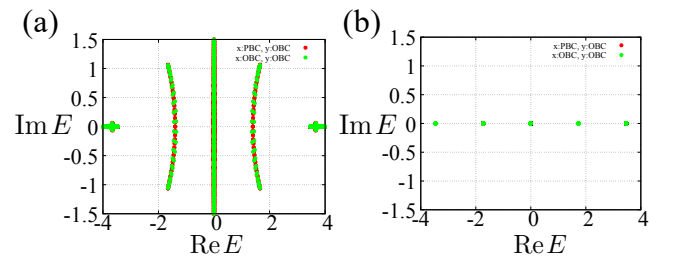 (a)
x:PBC, y:OBC
x:OBC, y:OBC
1.5
1
0.5
0
-0.5
-1
-1.5
Im E
-4
-2
0
2
4
Re E
(b)
x:PBC, y:OBC
x:OBC, y:OBC
1.5
1
0.5
0
-0.5
-1
-1.5
Im E
-4
-2
0
2
4
Re E